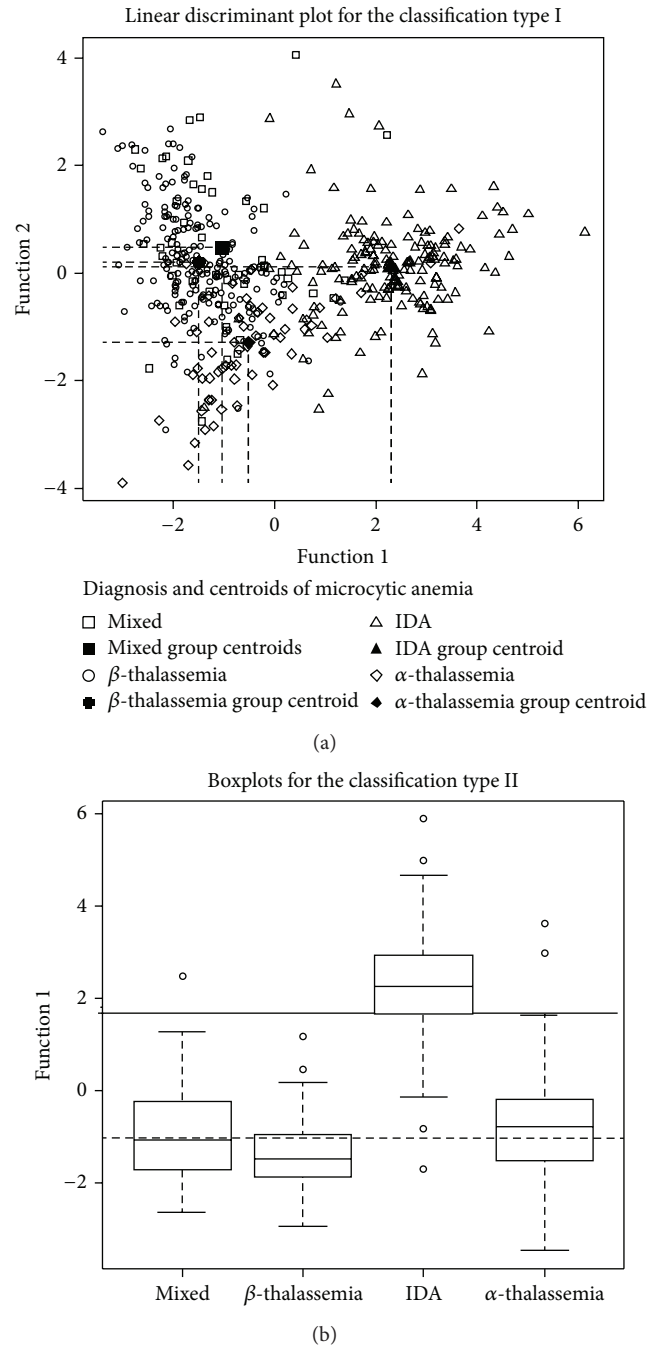 Linear discriminant plot for the classification type I
4
2
0
−2
−4
Function 2
−2 0 2 4 6
Function 1
Diagnosis and centroids of microcytic anemia
Mixed
IDA
Mixed group centroids
IDA group centroid
β-thalassemia
α-thalassemia
β-thalassemia group centroid
α-thalassemia group centroid
(a)
Boxplots for the classification type II
6
4
2
0
−2
Function 1
Mixed β-thalassemia IDA α-thalassemia
(b)